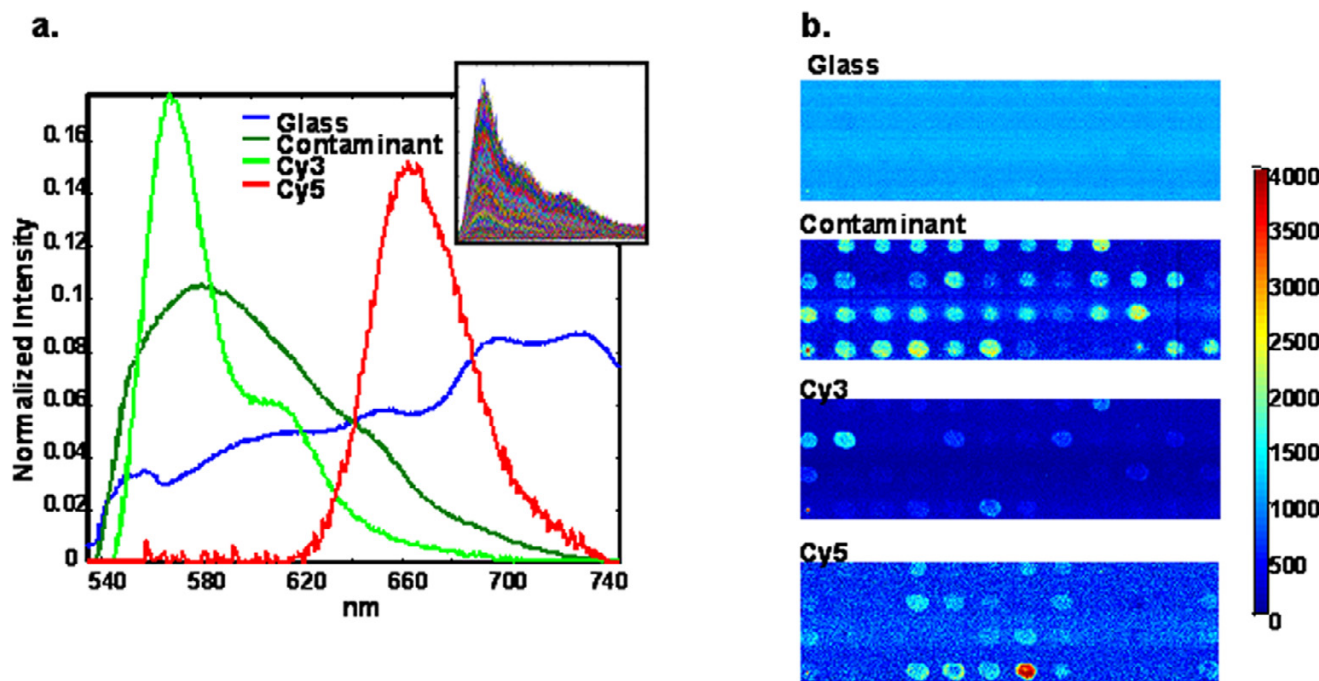 a.
0.16
0.14
0.12
0.1
0.08
0.06
0.04
0.02
0
Normalized Intensity
Glass
Contaminant
Cy3
Cy5
540 580 620 660 700 740
nm
b.
Glass
Contaminant
Cy3
Cy5
4000
3500
3000
2500
2000
1500
1000
500
0